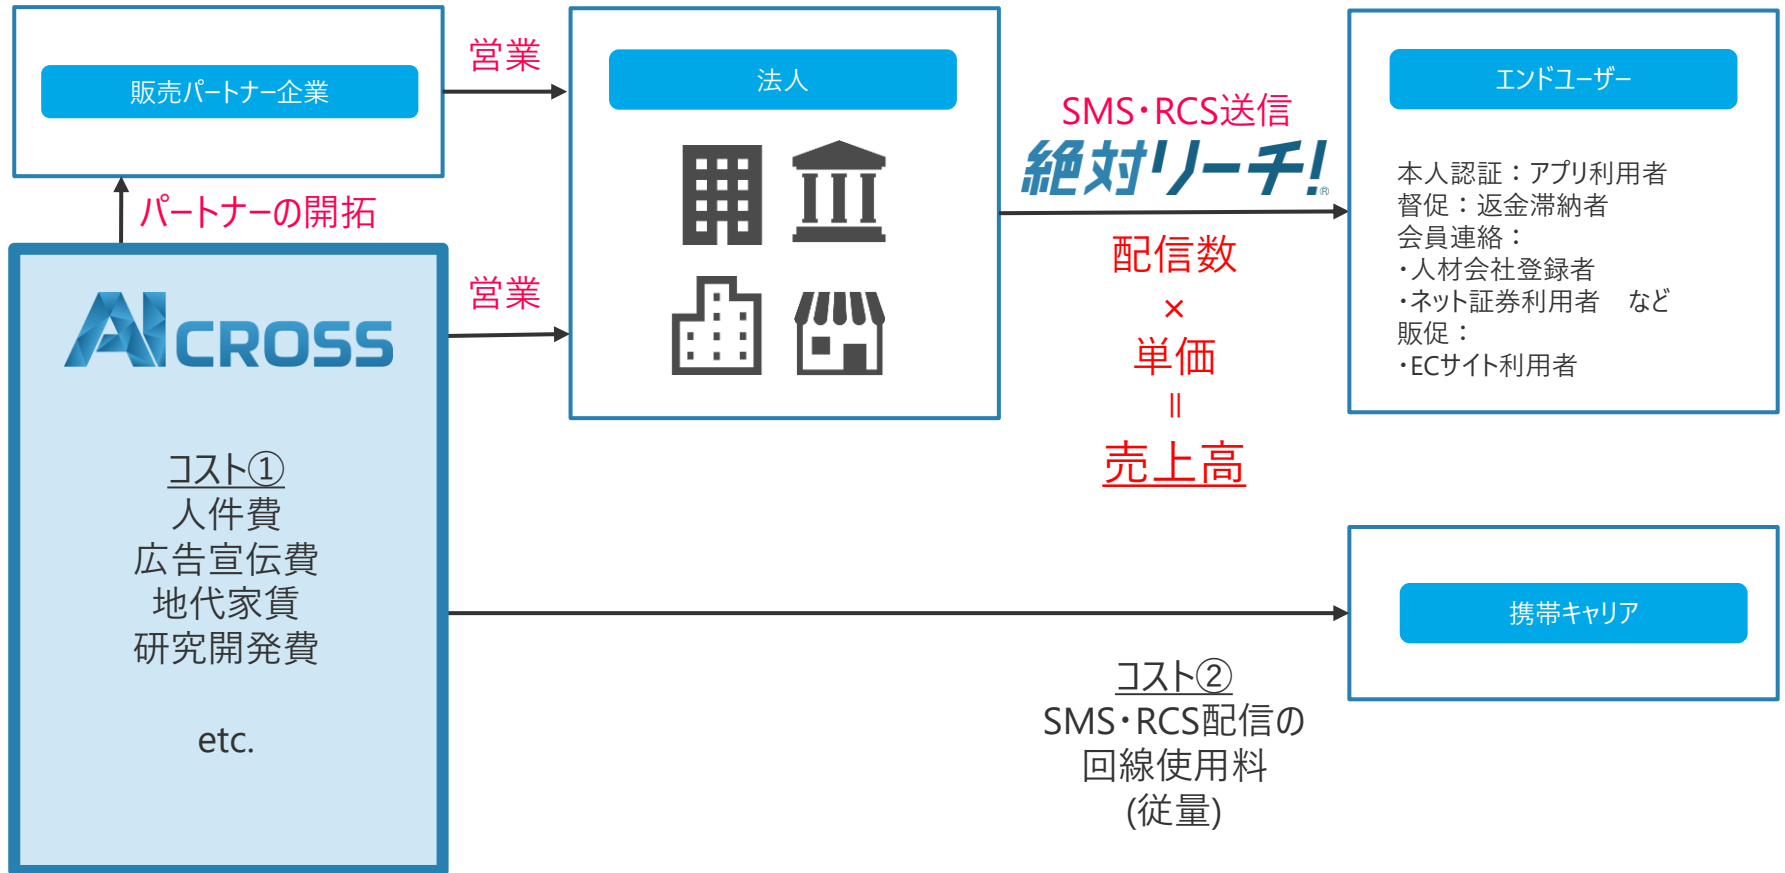 販売パートナー企業
営業
法人
エンドユーザー
SMS・RCS送信
絶対リーチ!®
本人認証：アプリ利用者
督促：返金滞納者
会員連絡：
・人材会社登録者
・ネット証券利用者　など
販促：
・ECサイト利用者
パートナーの開拓
営業
配信数
×
単価
＝
売上高
AI CROSS
コスト①
人件費
広告宣伝費
地代家賃
研究開発費
etc.
携帯キャリア
コスト②
SMS・RCS配信の
回線使用料
(従量)